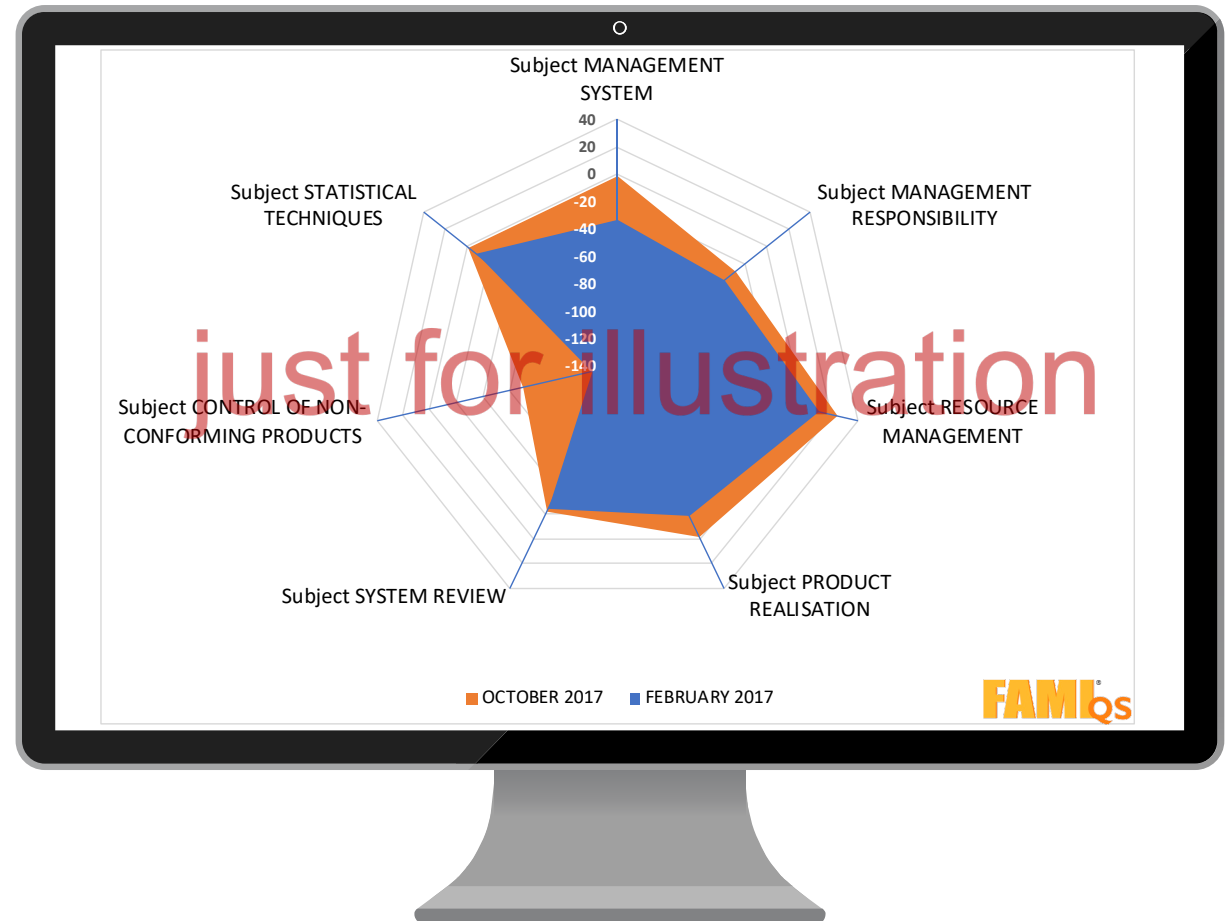 Subject MANAGEMENT
SYSTEM
40
20
0
-20
-40
-60
-80
-100
-120
-140
Subject MANAGEMENT
RESPONSIBILITY
Subject RESOURCE
MANAGEMENT
Subject PRODUCT
REALISATION
Subject SYSTEM REVIEW
Subject CONTROL OF NON-
CONFORMING PRODUCTS
Subject STATISTICAL
TECHNIQUES
just for illustration
OCTOBER 2017 FEBRUARY 2017
FAMI QS®